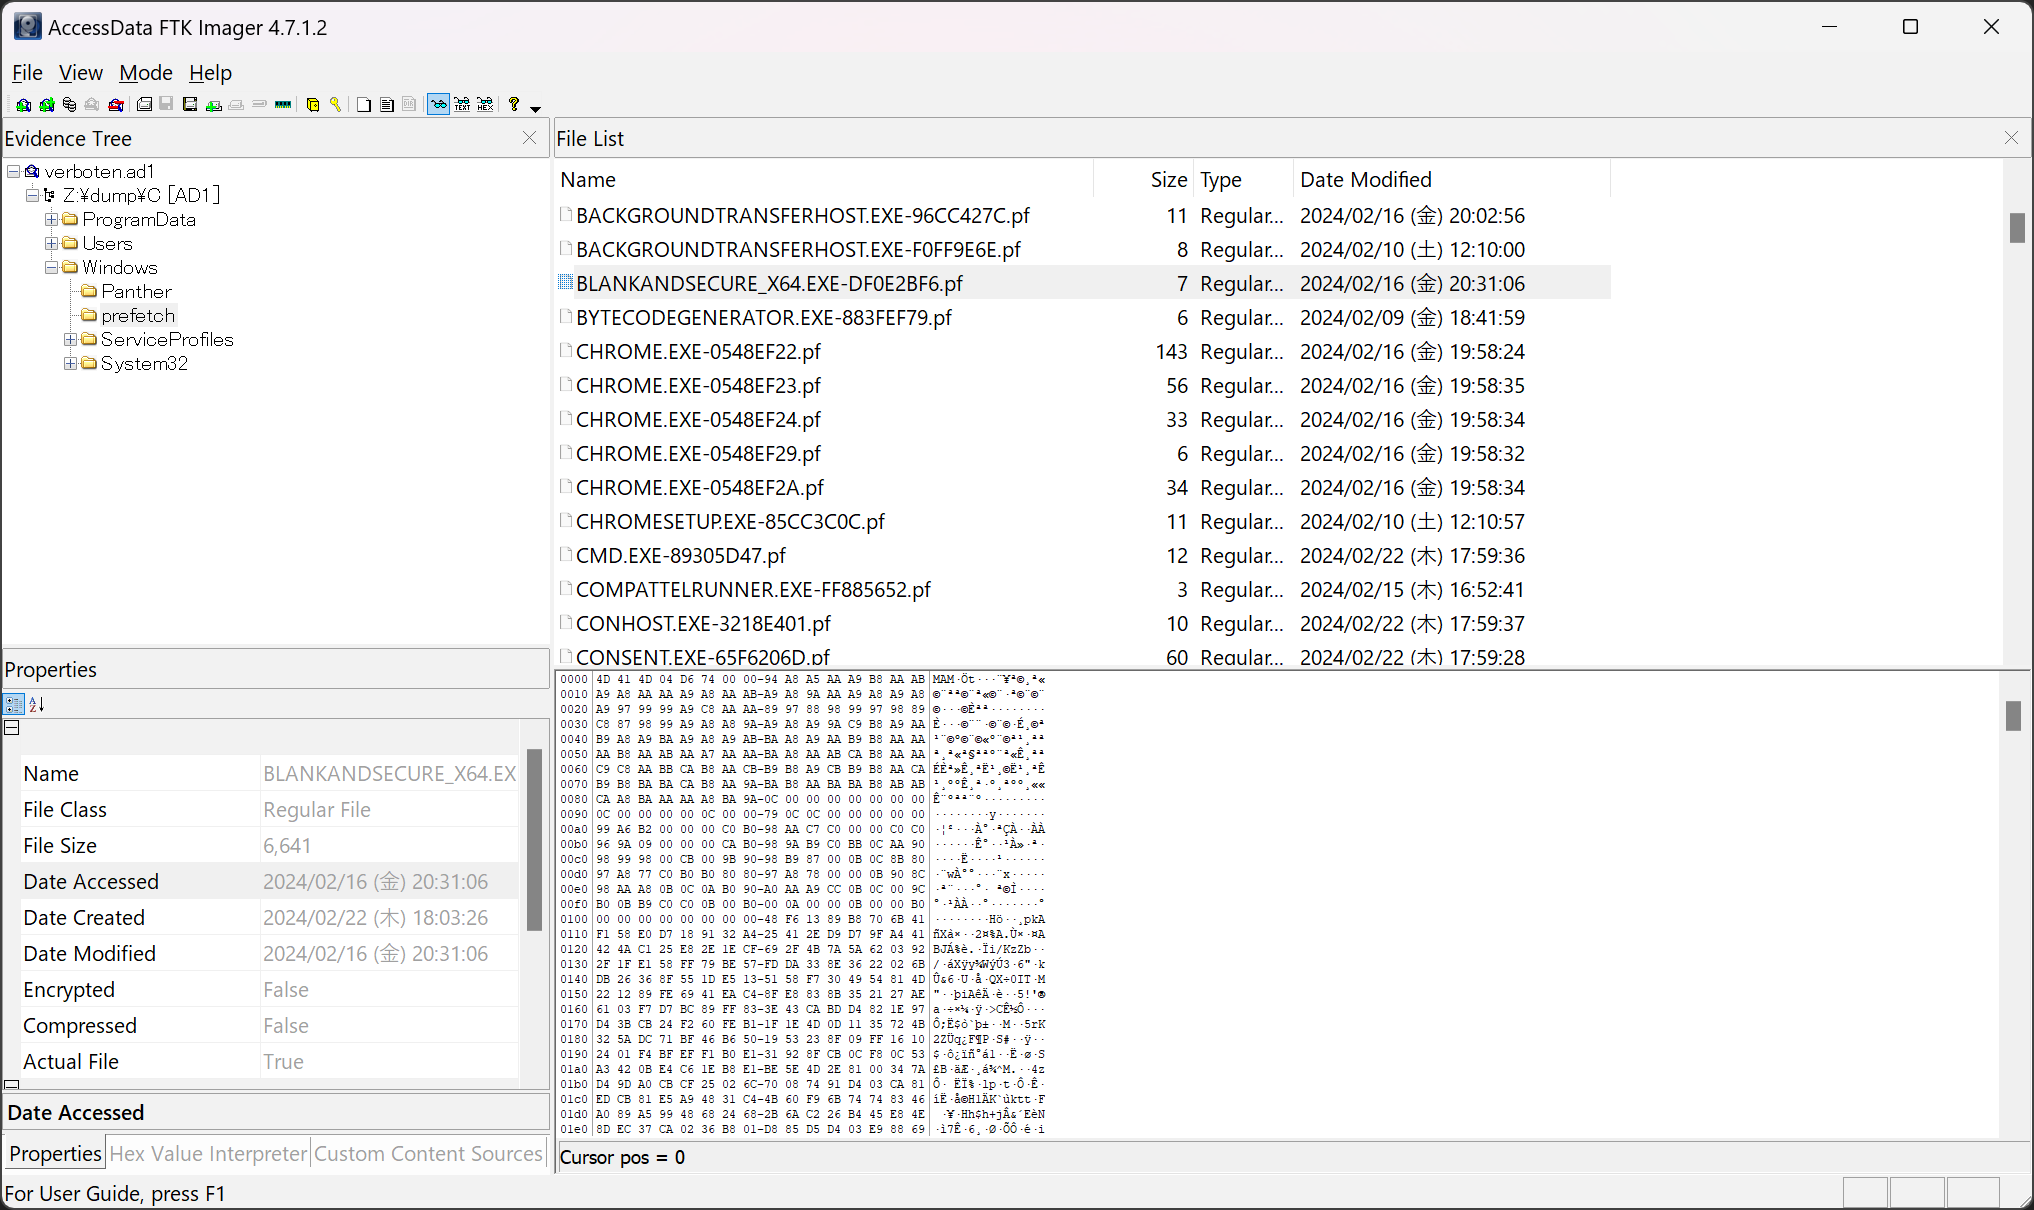 AccessData FTK Imager 4.7.1.2
File View Mode Help
Evidence Tree
verboten.ad1
Z:¥dump¥C [AD1]
ProgramData
Users
Windows
Panther
prefetch
ServiceProfiles
System32
File List
Name Size Type Date Modified
BACKGROUNDTRANSFERHOST.EXE-96CC427C.pf 11 Regular... 2024/02/16 (金) 20:02:56
BACKGROUNDTRANSFERHOST.EXE-F0FF9E6E.pf 8 Regular... 2024/02/10 (土) 12:10:00
BLANKANDSECURE_X64.EXE-DF0E2BF6.pf 7 Regular... 2024/02/16 (金) 20:31:06
BYTECODEGENERATOR.EXE-883FEF79.pf 6 Regular... 2024/02/09 (金) 18:41:59
CHROME.EXE-0548EF22.pf 143 Regular... 2024/02/16 (金) 19:58:24
CHROME.EXE-0548EF23.pf 56 Regular... 2024/02/16 (金) 19:58:35
CHROME.EXE-0548EF24.pf 33 Regular... 2024/02/16 (金) 19:58:34
CHROME.EXE-0548EF29.pf 6 Regular... 2024/02/16 (金) 19:58:32
CHROME.EXE-0548EF2A.pf 34 Regular... 2024/02/16 (金) 19:58:34
CHROMESETUP.EXE-85CC3C0C.pf 11 Regular... 2024/02/10 (土) 12:10:57
CMD.EXE-89305D47.pf 12 Regular... 2024/02/22 (木) 17:59:36
COMPATTELRUNNER.EXE-FF885652.pf 3 Regular... 2024/02/15 (木) 16:52:41
CONHOST.EXE-3218E401.pf 10 Regular... 2024/02/22 (木) 17:59:37
CONSENT.EXE-65F6206D.pf 60 Regular... 2024/02/22 (木) 17:59:28
Properties
Name BLANKANDSECURE_X64.EX
File Class Regular File
File Size 6,641
Date Accessed 2024/02/16 (金) 20:31:06
Date Created 2024/02/22 (木) 18:03:26
Date Modified 2024/02/16 (金) 20:31:06
Encrypted False
Compressed False
Actual File True
Date Accessed
Properties Hex Value Interpreter Custom Content Sources
0000 4D 41 4D 04 D6 74 00 00-94 A8 A5 AA A9 B8 AA AB
0010 A9 A8 AA AA A9 A8 AA AB-A9 A8 9A AA A9 A8 A9 A8
0020 A9 97 99 99 A9 C8 AA AA-89 97 88 98 99 97 98 89
0030 C8 87 98 99 A9 A8 A8 9A-A9 A8 A9 9A C9 B8 A9 AA
0040 B9 A8 A9 BA A9 A8 A9 AB-BA A8 A9 AA B9 B8 AA AA
0050 AA B8 AA AB AA A7 AA AA-BA A8 AA AB CA B8 AA AA
0060 C9 C8 AA BB CA B8 AA CB-B9 B8 A9 CB B9 B8 AA CA
0070 B9 B8 BA BA CA B8 AA 9A-BA B8 AA BA BA B8 AB AB
0080 CA A8 BA AA AA A8 BA 9A-0C 00 00 00 00 00 00 00
0090 0C 00 00 00 00 0C 00 00-79 0C 0C 00 00 00 00 00
00a0 99 A6 B2 00 00 00 C0 B0-98 AA C7 C0 00 00 C0 C0
00b0 96 9A 09 00 00 00 CA B0-98 9A B9 C0 BB 0C AA 90
00c0 98 99 98 00 CB 00 9B 90-98 B9 87 00 0B 0C 8B 80
00d0 97 A8 77 C0 B0 B0 80 80-97 A8 78 00 00 0B 90 8C
00e0 98 AA A8 0B 0C 0A B0 90-A0 AA A9 CC 0B 0C 00 9C
00f0 B0 0B B9 C0 C0 0B 00 B0-00 0A 00 00 0B 00 00 B0
0100 00 00 00 00 00 00 00 00-48 F6 13 89 B8 70 6B 41
0110 F1 58 E0 D7 18 91 32 A4-25 41 2E D9 D7 9F A4 41
0120 42 4A C1 25 E8 2E 1E CF-69 2F 4B 7A 5A 62 03 92
0130 2F 1F E1 58 FF 79 BE 57-FD DA 33 8E 36 22 02 6B
0140 DB 26 36 8F 55 1D E5 13-51 58 F7 30 49 54 81 4D
0150 22 12 89 FE 69 41 EA C4-8F E8 83 8B 35 21 27 AE
0160 61 03 F7 D7 BC 89 FF 83-3E 43 CA BD D4 82 1E 97
0170 D4 3B CB 24 F2 60 FE B1-1F 1E 4D 0D 11 35 72 4B
0180 32 5A DC 71 BF 46 B6 50-19 53 23 8F 09 FF 16 10
0190 24 01 F4 BF EF F1 B0 E1-31 92 8F CB 0C F8 0C 53
01a0 A3 42 0B E4 C6 1E B8 E1-BE 5E 4D 2E 81 00 34 7A
01b0 D4 9D A0 CB CF 25 02 6C-70 08 74 91 D4 03 CA 81
01c0 ED CB 81 E5 A9 48 31 C4-4B 60 F9 6B 74 74 83 46
01d0 A0 89 A5 99 48 68 24 68-2B 6A C2 26 B4 45 E8 4E
01e0 8D EC 37 CA 02 36 B8 01-D8 85 D5 D4 03 E9 88 69
Cursor pos = 0
For User Guide, press F1